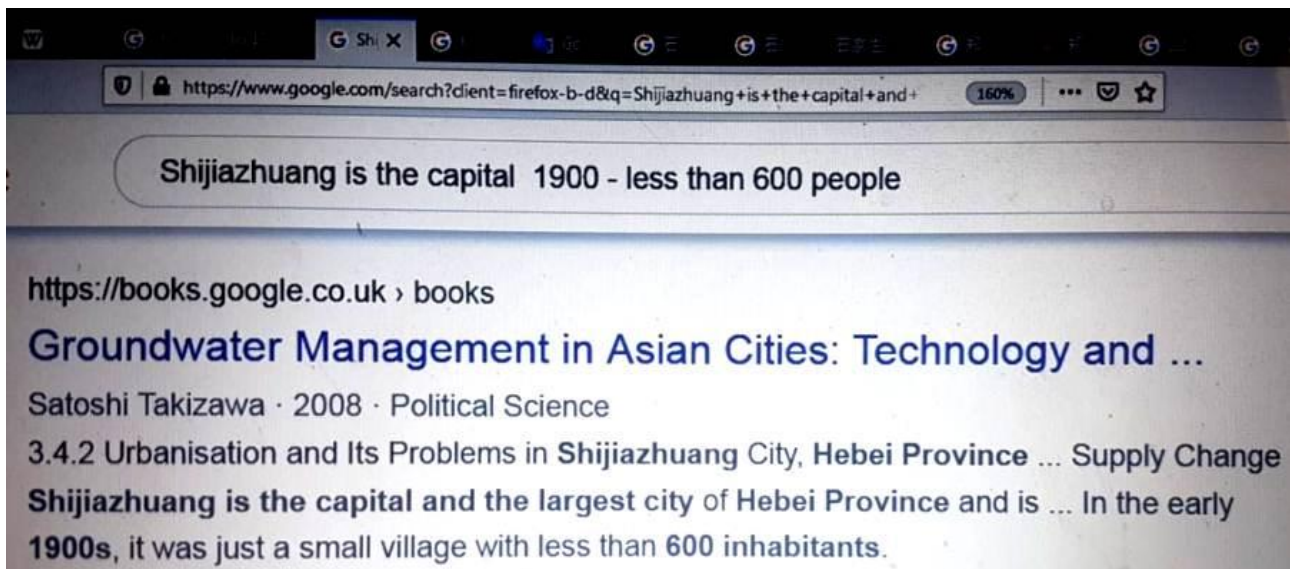 Shi
https://www.google.com/search?client=firefox-b-d&q=Shijiazhuang+is+the+capital+and+ 160%
Shijiazhuang is the capital 1900 - less than 600 people
https://books.google.co.uk › books
Groundwater Management in Asian Cities: Technology and ...
Satoshi Takizawa · 2008 · Political Science
3.4.2 Urbanisation and Its Problems in Shijiazhuang City, Hebei Province ... Supply Change
Shijiazhuang is the capital and the largest city of Hebei Province and is ... In the early
1900s, it was just a small village with less than 600 inhabitants.